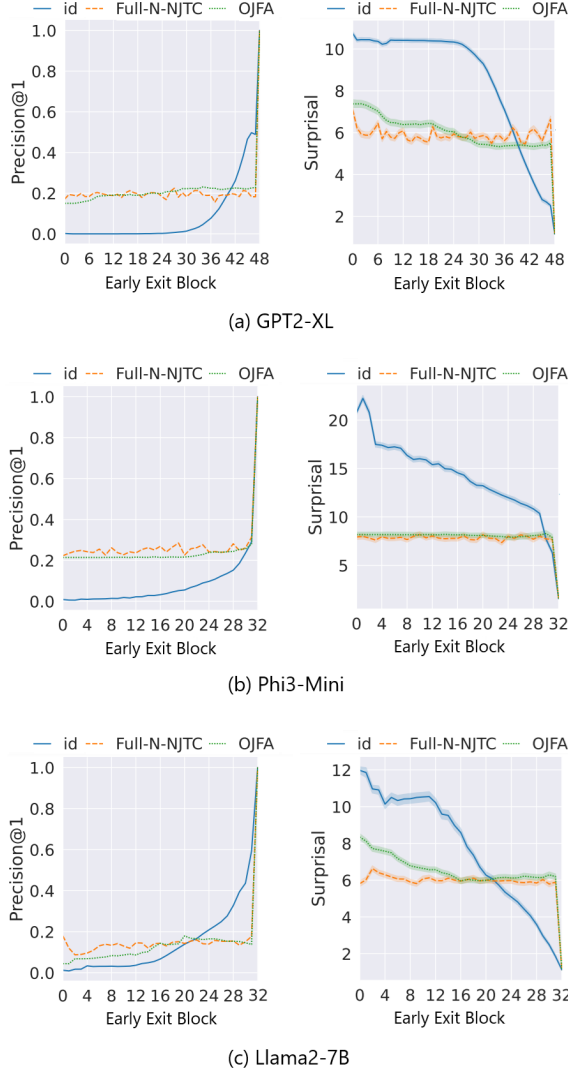 id Full-N-NJTC OJFA
Precision@1
1.0
0.8
0.6
0.4
0.2
0.0
0 6 12 18 24 30 36 42 48
Early Exit Block
id Full-N-NJTC OJFA
Surprisal
10
8
6
4
2
0 6 12 18 24 30 36 42 48
Early Exit Block
(a) GPT2-XL
id Full-N-NJTC OJFA
Precision@1
1.0
0.8
0.6
0.4
0.2
0.0
0 4 8 12 16 20 24 28 32
Early Exit Block
id Full-N-NJTC OJFA
Surprisal
20
15
10
5
0 4 8 12 16 20 24 28 32
Early Exit Block
(b) Phi3-Mini
id Full-N-NJTC OJFA
Precision@1
1.0
0.8
0.6
0.4
0.2
0.0
0 4 8 12 16 20 24 28 32
Early Exit Block
id Full-N-NJTC OJFA
Surprisal
12
10
8
6
4
2
0 4 8 12 16 20 24 28 32
Early Exit Block
(c) Llama2-7B